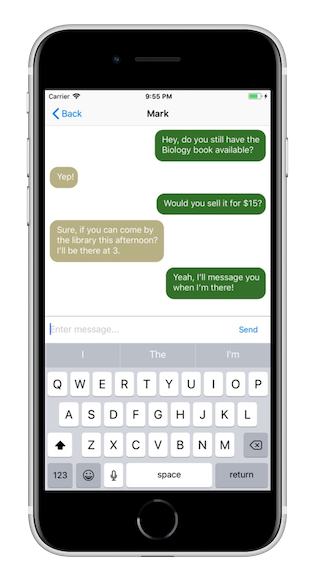 Carrier 9:55 PM
Back Mark
Hey, do you still have the
Biology book available?
Yep!
Would you sell it for $15?
Sure, if you can come by
the library this afternoon?
I'll be there at 3.
Yeah, I'll message you
when I'm there!
Enter message... Send
I The I'm
Q W E R T Y U I O P
A S D F G H J K L
Z X C V B N M
123 space return